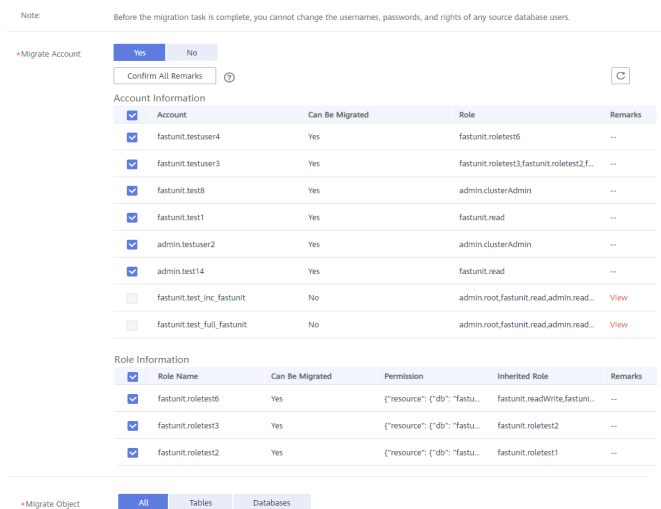 Note: Before the migration task is complete, you cannot change the usernames, passwords, and rights of any source database users.
*Migrate Account Yes No
Confirm All Remarks ?
Account Information
Account Can Be Migrated Role Remarks
fastunit.testuser4 Yes fastunit.roletest6 --
fastunit.testuser3 Yes fastunit.roletest3,fastunit.roletest2,f... --
fastunit.test8 Yes admin.clusterAdmin --
fastunit.test1 Yes fastunit.read --
admin.testuser2 Yes admin.clusterAdmin --
admin.test14 Yes fastunit.read --
fastunit.test_inc_fastunit No admin.root,fastunit.read,admin.read... View
fastunit.test_full_fastunit No admin.root,fastunit.read,admin.read... View
Role Information
Role Name Can Be Migrated Permission Inherited Role Remarks
fastunit.roletest6 Yes {"resource": {"db": "fastu... fastunit.readWrite,fastuni... --
fastunit.roletest3 Yes {"resource": {"db": "fastu... fastunit.roletest2 --
fastunit.roletest2 Yes {"resource": {"db": "fastu... fastunit.roletest1 --
*Migrate Object All Tables Databases